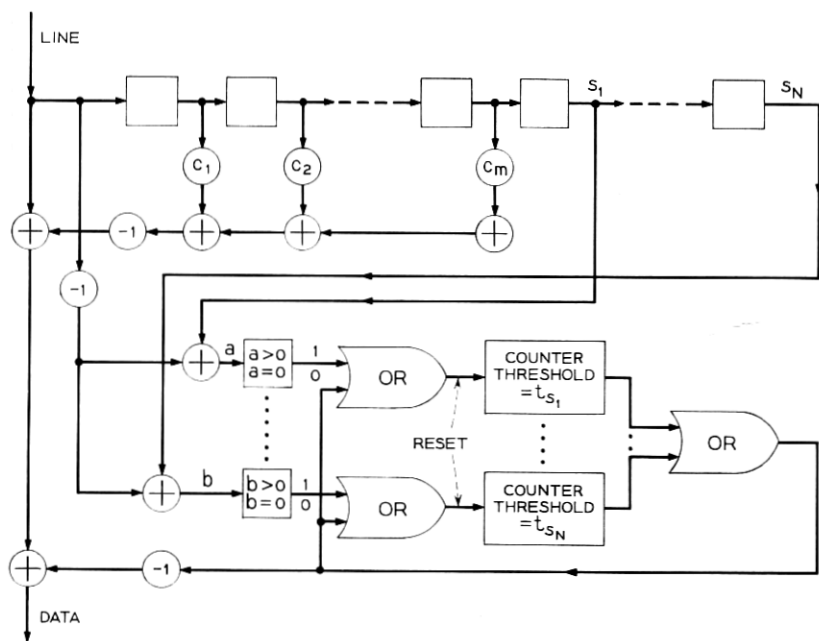 LINE
S1
SN
C1
C2
Cm
-1
-1
a
a>0
a=0
1
0
OR
COUNTER
THRESHOLD
=tS1
RESET
OR
b
b>0
b=0
1
0
OR
COUNTER
THRESHOLD
=tSN
-1
DATA